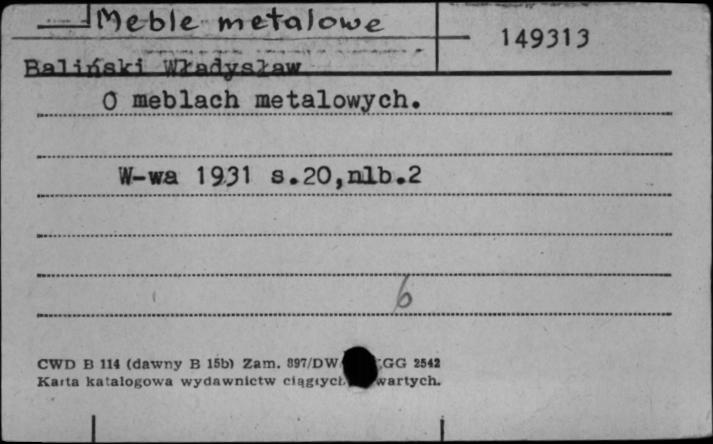 Meble metalowe
149313
Baliński Władysław
O meblach metalowych.
W-wa 1931 s.20,nlb.2
6
CWD B 114 (dawny B 15b) Zam. 897/DW GG 2542
Karta katalogowa wydawnictw ciągłych wartych.